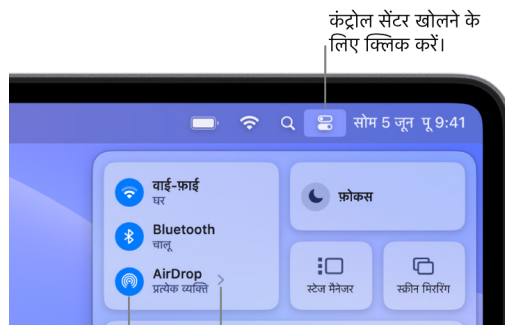 कंट्रोल सेंटर खोलने के
लिए क्लिक करें।
सोम 5 जून पू 9:41
वाई-फ़ाई
घर
फ़ोकस
Bluetooth
चालू
AirDrop
प्रत्येक व्यक्ति
स्टेज मैनेजर
स्क्रीन मिररिंग